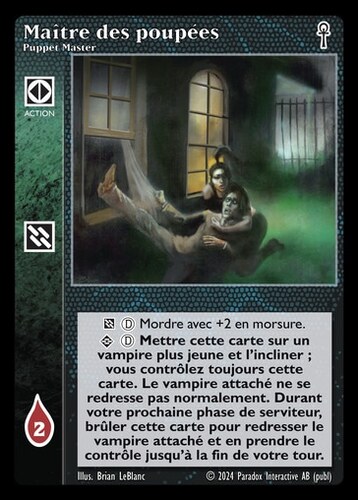 Maître des poupées
Puppet Master
ACTION
D Mordre avec +2 en morsure.
D Mettre cette carte sur un
vampire plus jeune et l'incliner ;
vous contrôlez toujours cette
carte. Le vampire attaché ne se
redresse pas normalement. Durant
votre prochaine phase de serviteur,
brûler cette carte pour redresser le
vampire attaché et en prendre le
contrôle jusqu'à la fin de votre tour.
2
Illus. Brian LeBlanc © 2024 Paradox Interactive AB (publ)